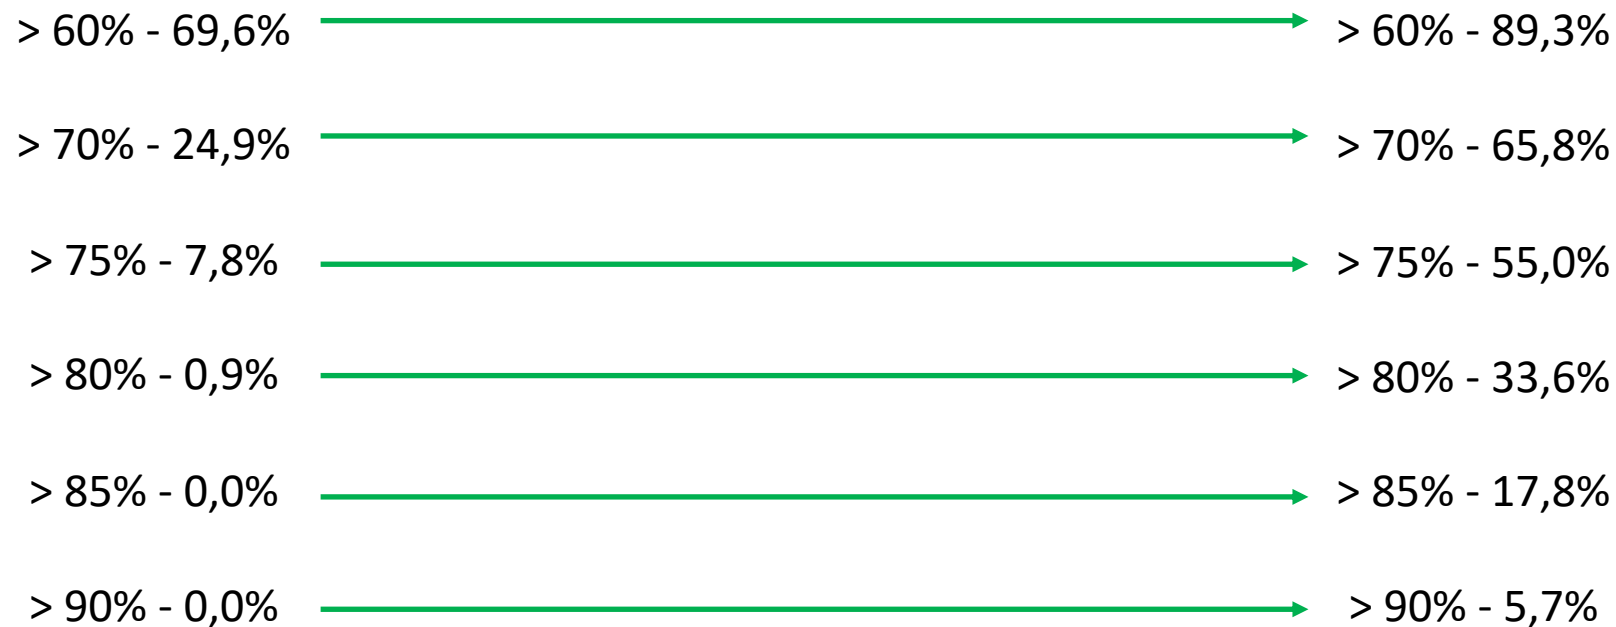 > 60% - 69,6%
> 60% - 89,3%
> 70% - 24,9%
> 70% - 65,8%
> 75% - 7,8%
> 75% - 55,0%
> 80% - 0,9%
> 80% - 33,6%
> 85% - 0,0%
> 85% - 17,8%
> 90% - 0,0%
> 90% - 5,7%